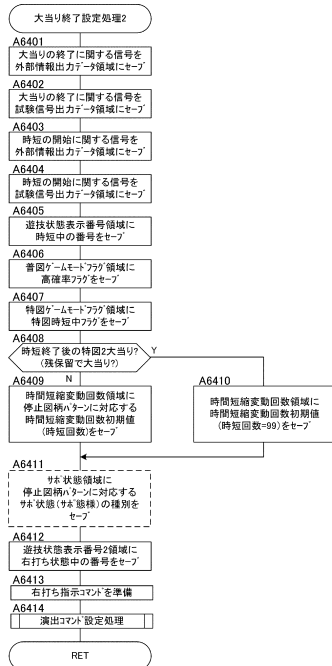 大当り終了設定処理2
A6401
大当りの終了に関する信号を
外部情報出力データ領域にセーブ
A6402
大当りの終了に関する信号を
試験信号出力データ領域にセーブ
A6403
時短の開始に関する信号を
外部情報出力データ領域にセーブ
A6404
時短の開始に関する信号を
試験信号出力データ領域にセーブ
A6405
遊技状態表示番号領域に
時短中の番号をセーブ
A6406
普図ゲームモードフラグ領域に
高確率フラグをセーブ
A6407
特図ゲームモードフラグ領域に
特図時短中フラグをセーブ
A6408
時短終了後の特図2大当り?
(残保留で大当り?)
Y
N
A6409
時間短縮変動回数領域に
停止図柄パターンに対応する
時間短縮変動回数初期値
(時短回数)をセーブ
A6410
時間短縮変動回数領域に
時間短縮変動回数初期値
(時短回数=99)をセーブ
A6411
サポ状態領域に
停止図柄パターンに対応する
サポ状態(サポ態様)の種別を
セーブ
A6412
遊技状態表示番号2領域に
右打ち状態中の番号をセーブ
A6413
右打ち指示コマンドを準備
A6414
演出コマンド設定処理
RET